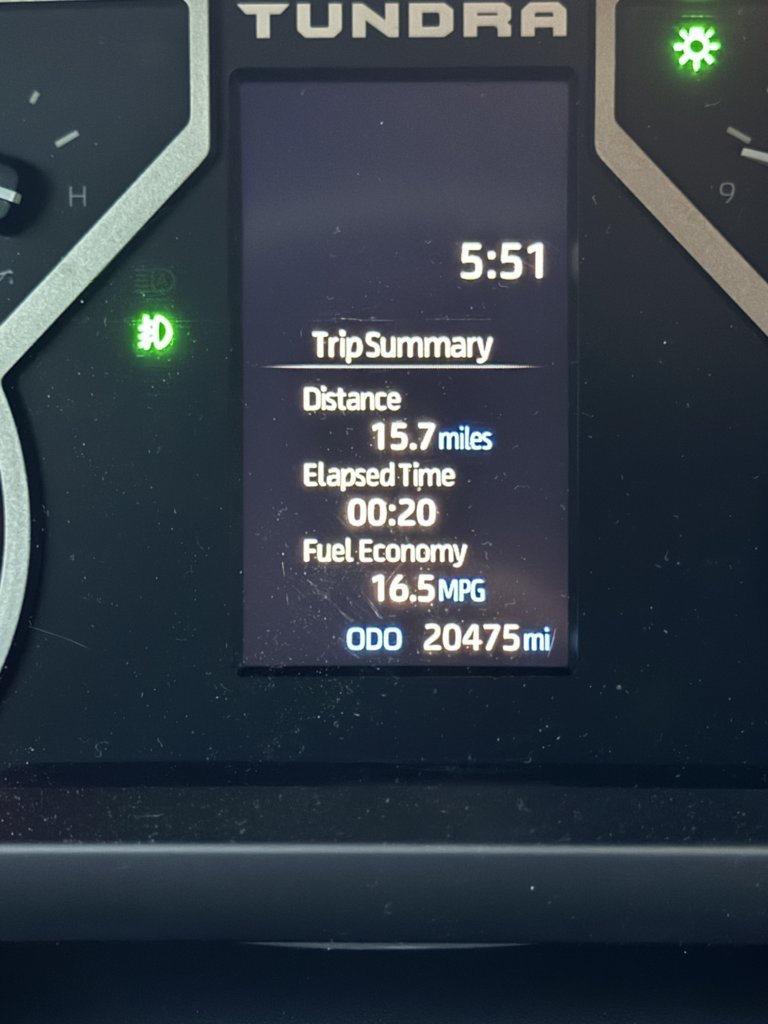 TUNDRA
H
9
5:51
Trip Summary
Distance
15.7 miles
Elapsed Time
00:20
Fuel Economy
16.5 MPG
ODO 20475 mi